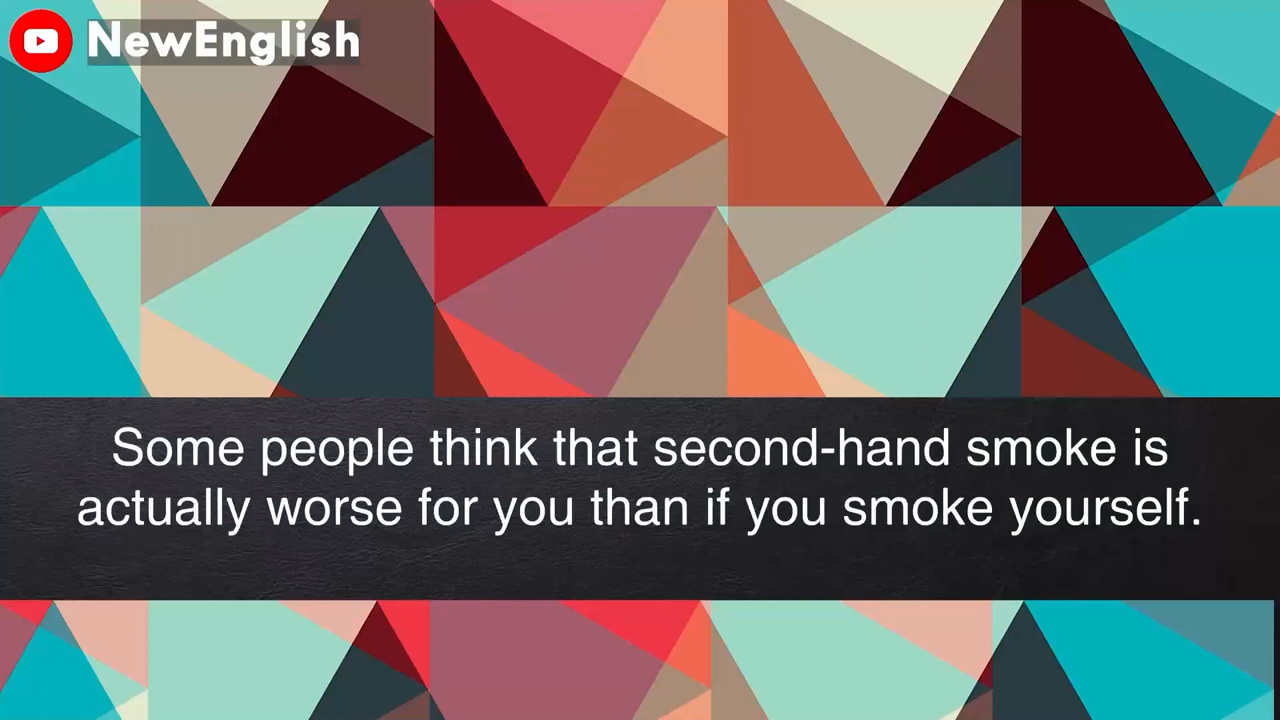 NewEnglish
Some people think that second-hand smoke is
actually worse for you than if you smoke yourself.